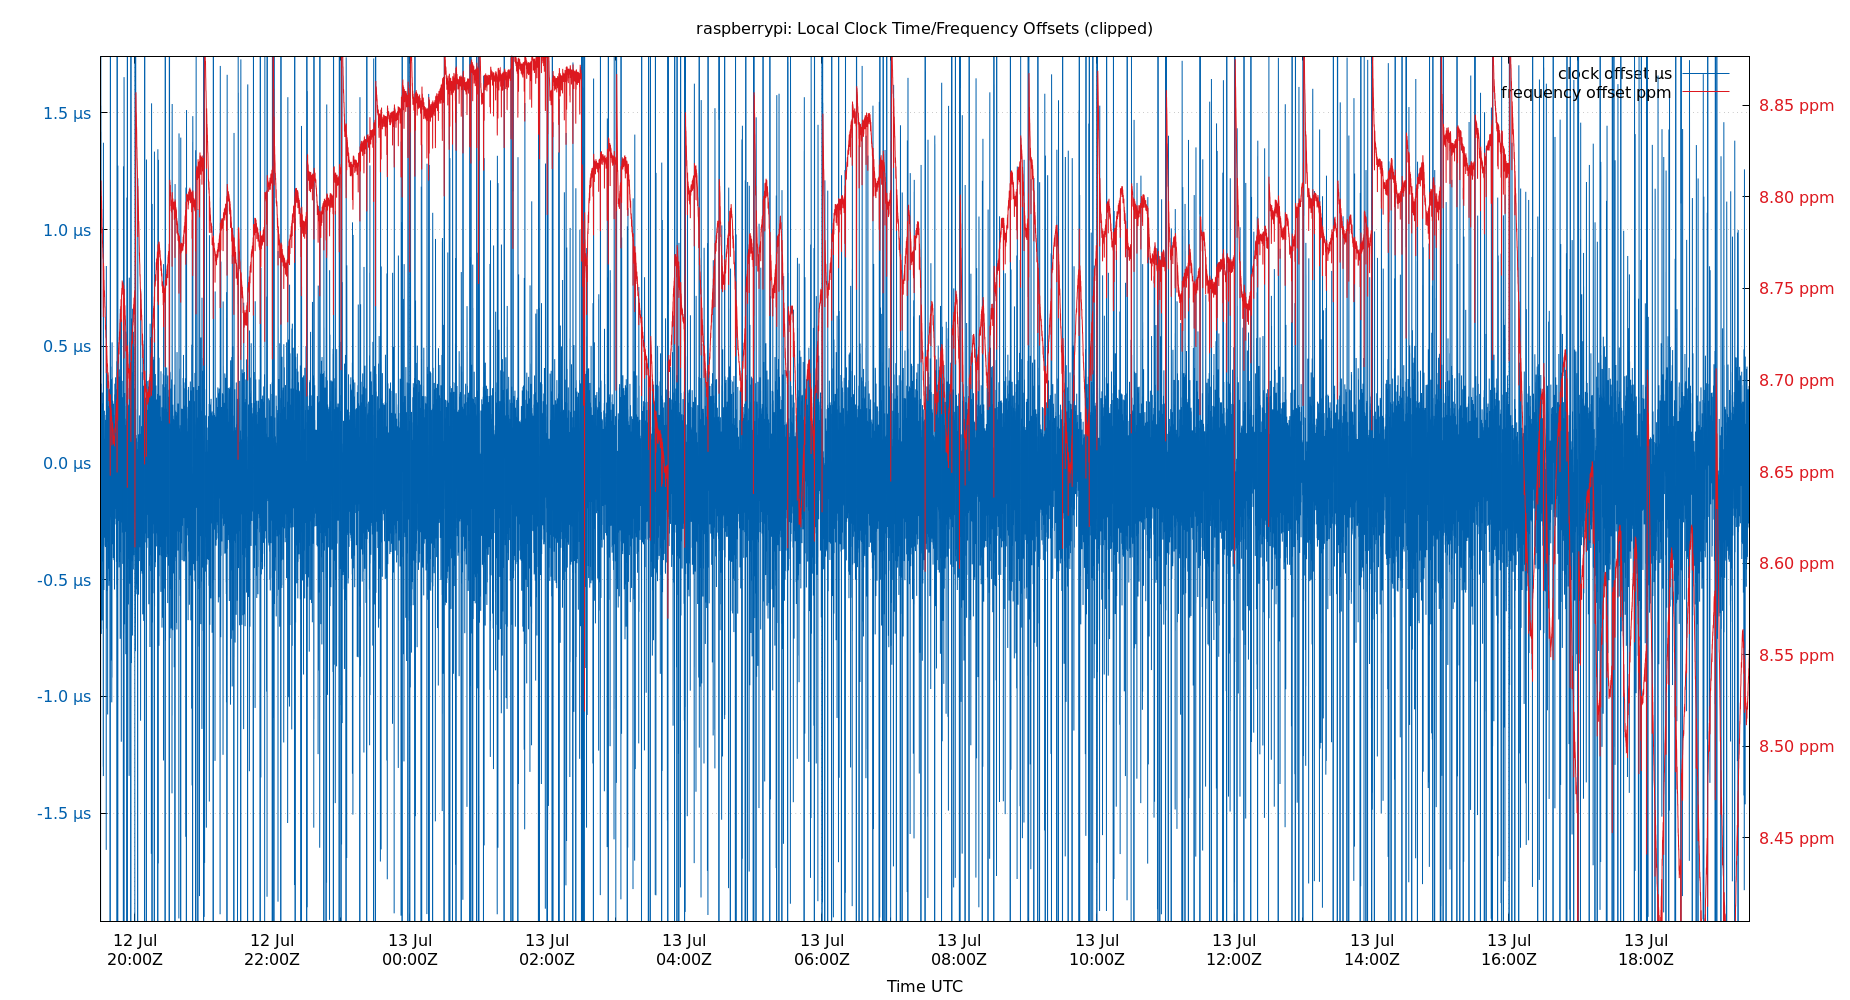 raspberrypi: Local Clock Time/Frequency Offsets (clipped)
clock offset µs
frequency offset ppm
1.5 µs
1.0 µs
0.5 µs
0.0 µs
-0.5 µs
-1.0 µs
-1.5 µs
8.85 ppm
8.80 ppm
8.75 ppm
8.70 ppm
8.65 ppm
8.60 ppm
8.55 ppm
8.50 ppm
8.45 ppm
12 Jul 12 Jul 13 Jul 13 Jul 13 Jul 13 Jul 13 Jul 13 Jul 13 Jul 13 Jul 13 Jul 13 Jul
20:00Z 22:00Z 00:00Z 02:00Z 04:00Z 06:00Z 08:00Z 10:00Z 12:00Z 14:00Z 16:00Z 18:00Z
Time UTC